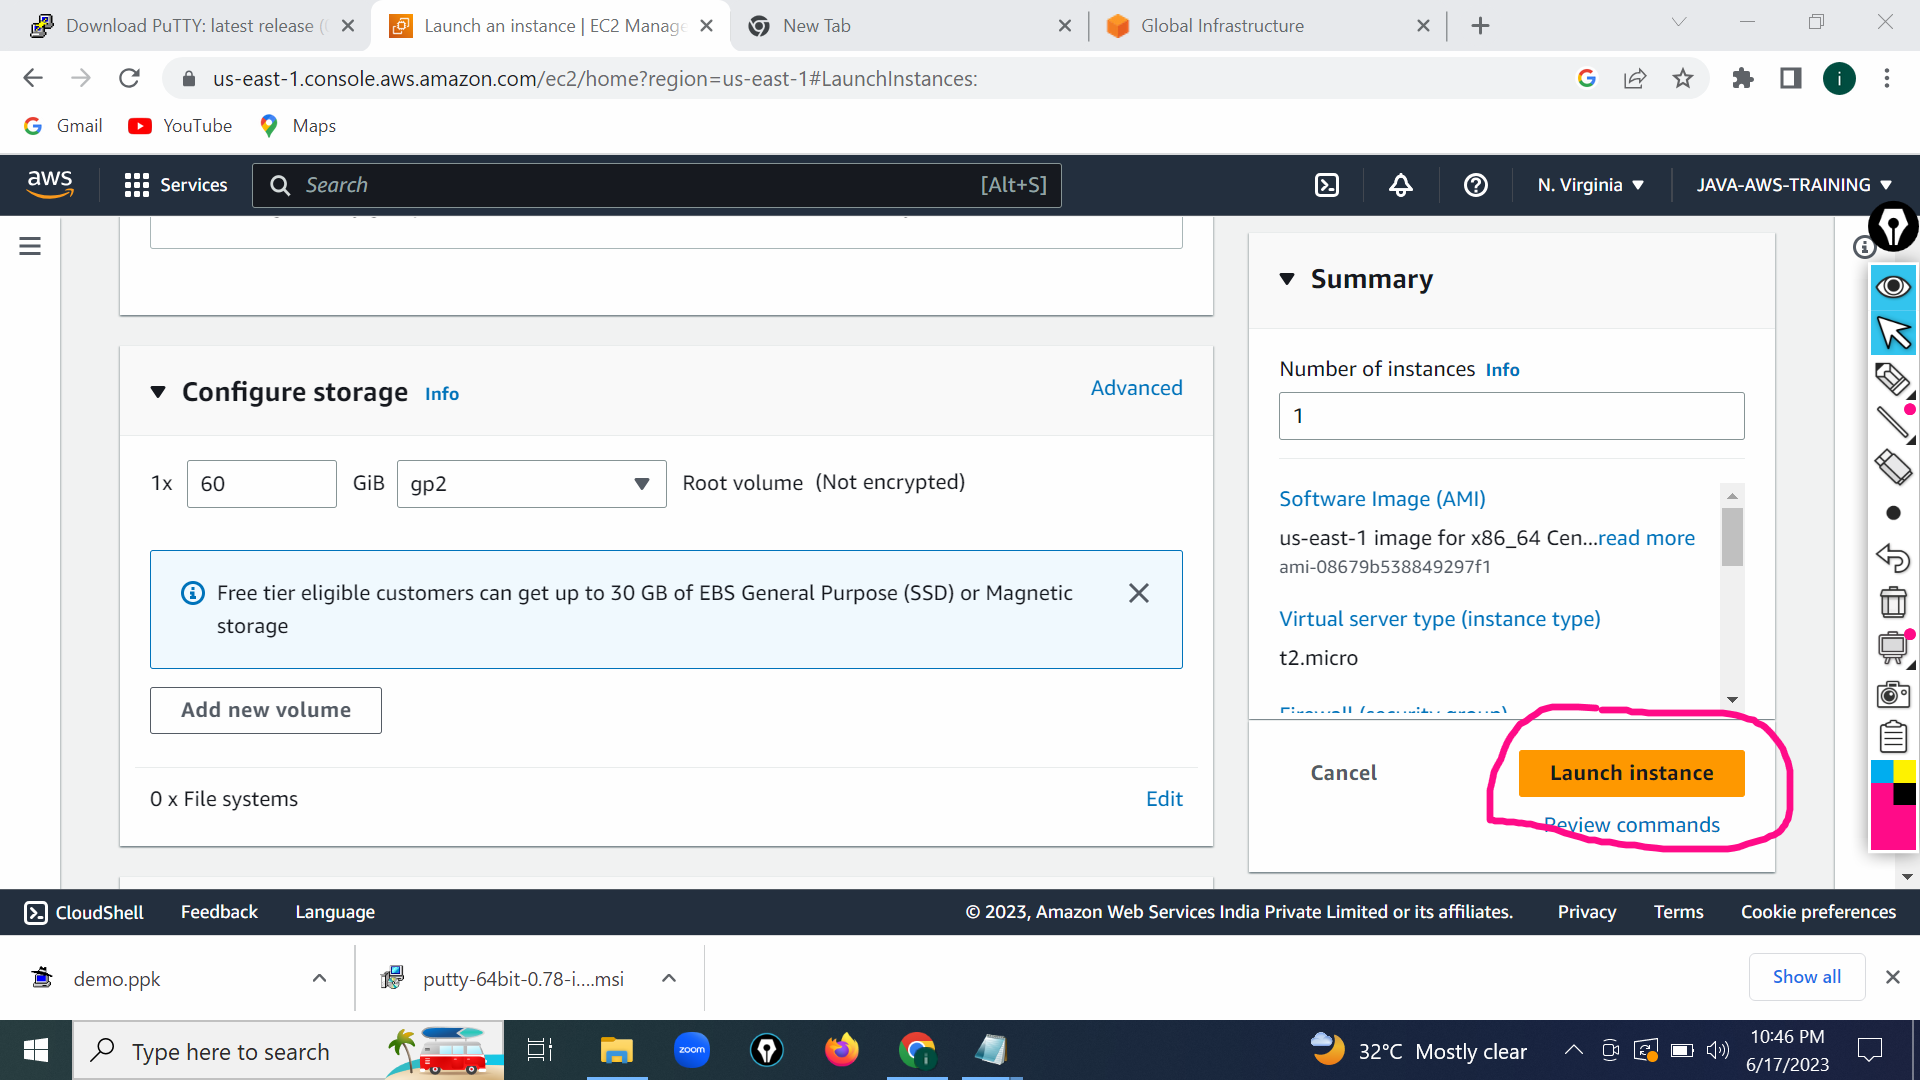 Download PuTTY: latest release (
Launch an instance | EC2 Manage
New Tab
Global Infrastructure
us-east-1.console.aws.amazon.com/ec2/home?region=us-east-1#LaunchInstances:
i
Gmail
YouTube
Maps
aws
Services
Search
[Alt+S]
N. Virginia
JAVA-AWS-TRAINING
Summary
Number of instances Info
1
Configure storage Info
Advanced
1x
60
GiB
gp2
Root volume (Not encrypted)
Software Image (AMI)
us-east-1 image for x86_64 Cen...read more
ami-08679b538849297f1
Virtual server type (instance type)
t2.micro
Firewall (security group)
Free tier eligible customers can get up to 30 GB of EBS General Purpose (SSD) or Magnetic
storage
Add new volume
0 x File systems
Edit
Cancel
Launch instance
Review commands
CloudShell
Feedback
Language
© 2023, Amazon Web Services India Private Limited or its affiliates.
Privacy
Terms
Cookie preferences
demo.ppk
putty-64bit-0.78-i....msi
Show all
Type here to search
zoom
32°C Mostly clear
10:46 PM
6/17/2023